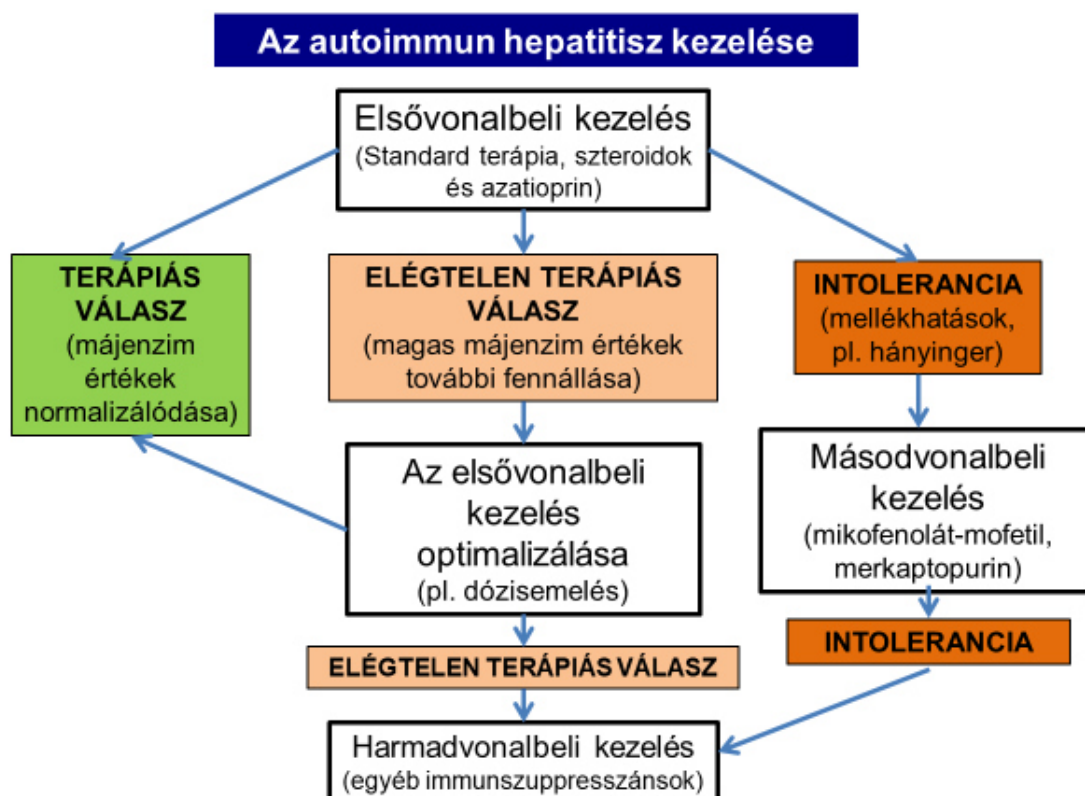 Az autoimmun hepatitisz kezelése
Elsővonalbeli kezelés
(Standard terápia, szteroidok
és azatioprin)
TERÁPIÁS
VÁLASZ
(májenzim
értékek
normalizálódása)
ELÉGTELEN TERÁPIÁS
VÁLASZ
(magas májenzim értékek
további fennállása)
INTOLERANCIA
(mellékhatások,
pl. hányinger)
Az elsővonalbeli
kezelés
optimalizálása
(pl. dózisemelés)
Másodvonalbeli
kezelés
(mikofenolát-mofetil,
merkaptopurin)
ELÉGTELEN TERÁPIÁS VÁLASZ
INTOLERANCIA
Harmadvonalbeli kezelés
(egyéb immunszuppresszánsok)